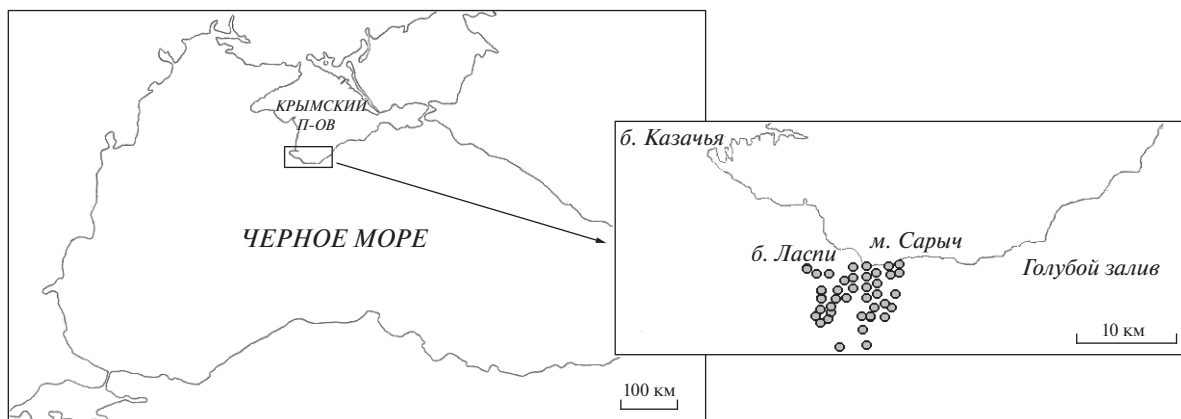 КРЫМСКИЙ
П-ОВ
ЧЕРНОЕ МОРЕ
100 км
б. Казачья
м. Сарыч
б. Ласпи
Голубой залив
10 км